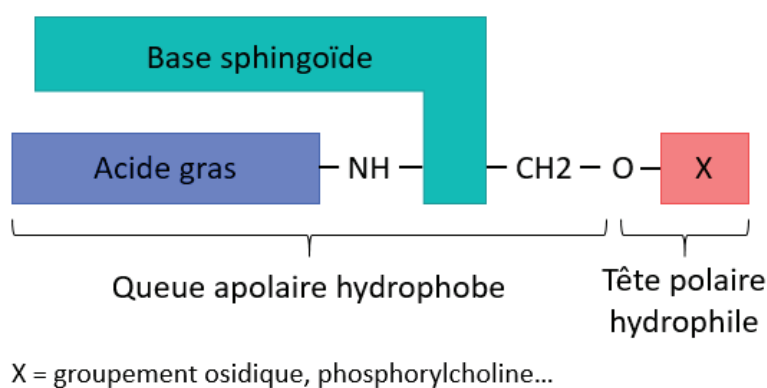 Base sphingoïde
Acide gras – NH – – CH2 – O – X
Queue apolaire hydrophobe
Tête polaire
hydrophile
X = groupement osidique, phosphorylcholine...